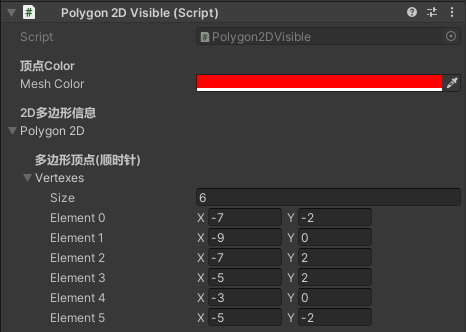 Polygon 2D Visible (Script)
Script Polygon2DVisible
顶点Color
Mesh Color
2D多边形信息
Polygon 2D
多边形顶点(顺时针)
Vertexes
Size 6
Element 0 X -7 Y -2
Element 1 X -9 Y 0
Element 2 X -7 Y 2
Element 3 X -5 Y 2
Element 4 X -3 Y 0
Element 5 X -5 Y -2